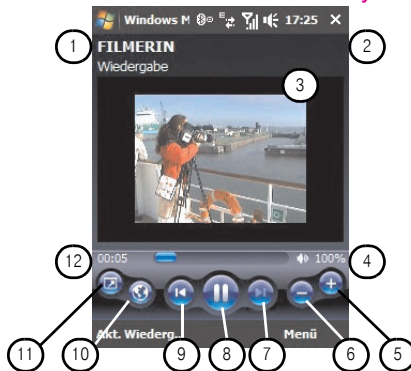 Windows M 17:25
1 FILMERIN 2
Wiedergabe
3
12 00:05 100% 4
Akt. Wiederg... Menü
11 10 9 8 7 6 5